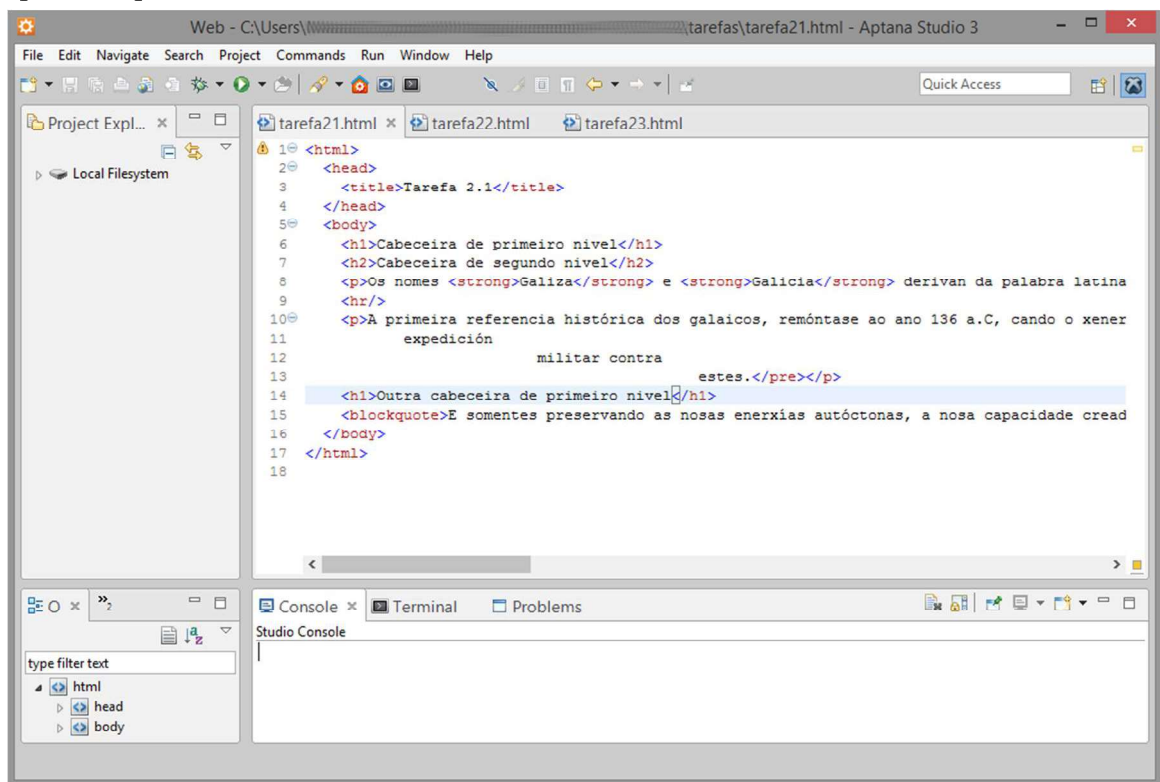 Web - C:\Users\ \tarefas\tarefa21.html - Aptana Studio 3
File Edit Navigate Search Project Commands Run Window Help
Quick Access
Project Expl...
tarefa21.html tarefa22.html tarefa23.html
Local Filesystem
1 <html>
2 <head>
3 <title>Tarefa 2.1</title>
4 </head>
5 <body>
6 <h1>Cabeceira de primeiro nivel</h1>
7 <h2>Cabeceira de segundo nivel</h2>
8 <p>Os nomes <strong>Galiza</strong> e <strong>Galicia</strong> derivan da palabra latina
9 <hr/>
10 <p>A primeira referencia histórica dos galaicos, remóntase ao ano 136 a.C, cando o xener
11 expedición
12 militar contra
13 estes.</pre></p>
14 <h1>Outra cabeceira de primeiro nivel</h1>
15 <blockquote>E somentes preservando as nosas enerxías autóctonas, a nosa capacidade cread
16 </body>
17 </html>
18
O
Console Terminal Problems
Studio Console
type filter text
html
head
body